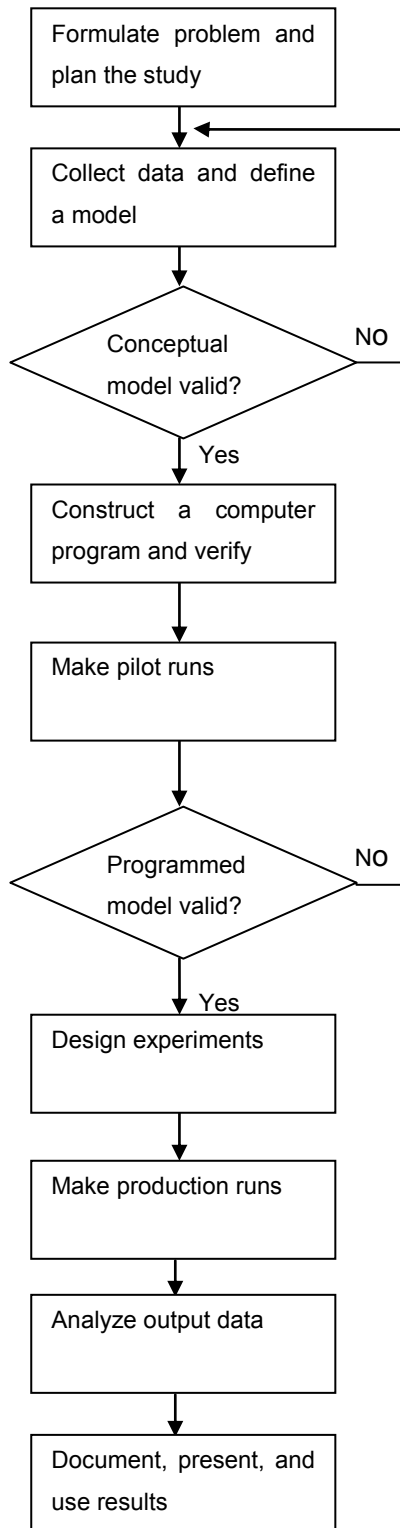 Formulate problem and
plan the study
Collect data and define
a model
Conceptual
model valid?
No
Yes
Construct a computer
program and verify
Make pilot runs
Programmed
model valid?
No
Yes
Design experiments
Make production runs
Analyze output data
Document, present, and
use results